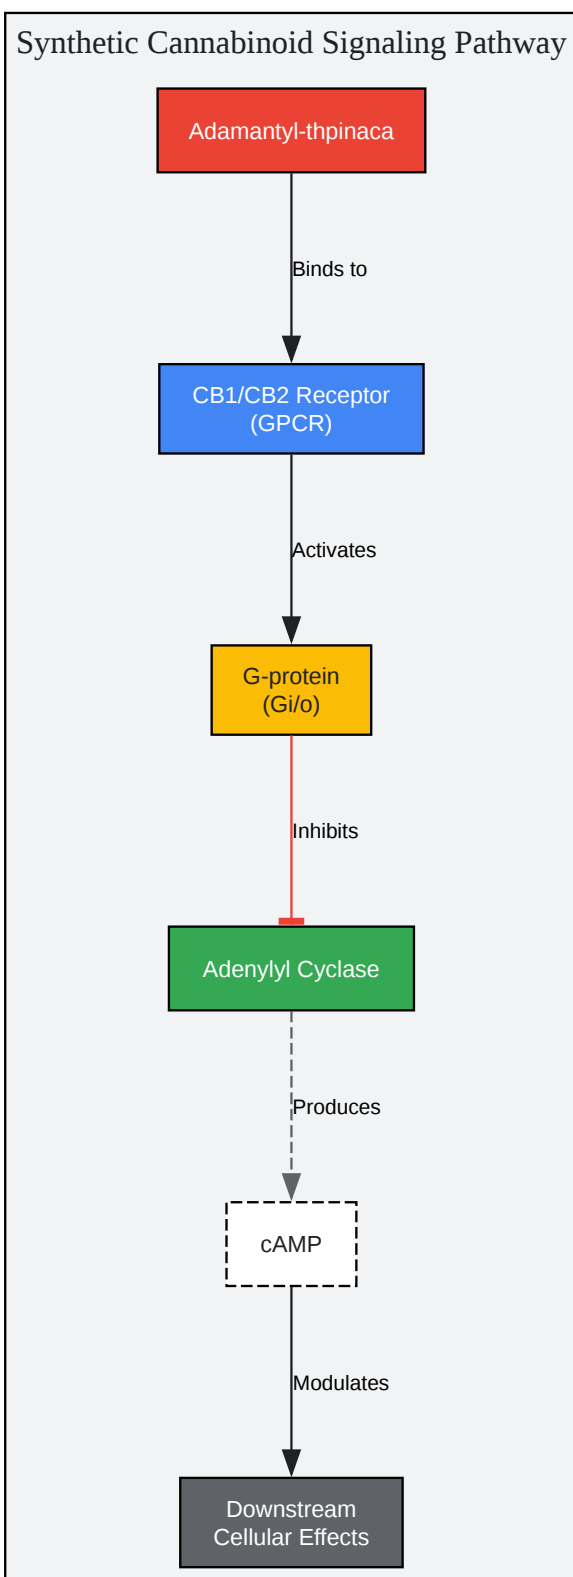 Synthetic Cannabinoid Signaling Pathway
Adamantyl-thpinaca
Binds to
CB1/CB2 Receptor
(GPCR)
Activates
G-protein
(Gi/o)
Inhibits
Adenylyl Cyclase
Produces
cAMP
Modulates
Downstream
Cellular Effects